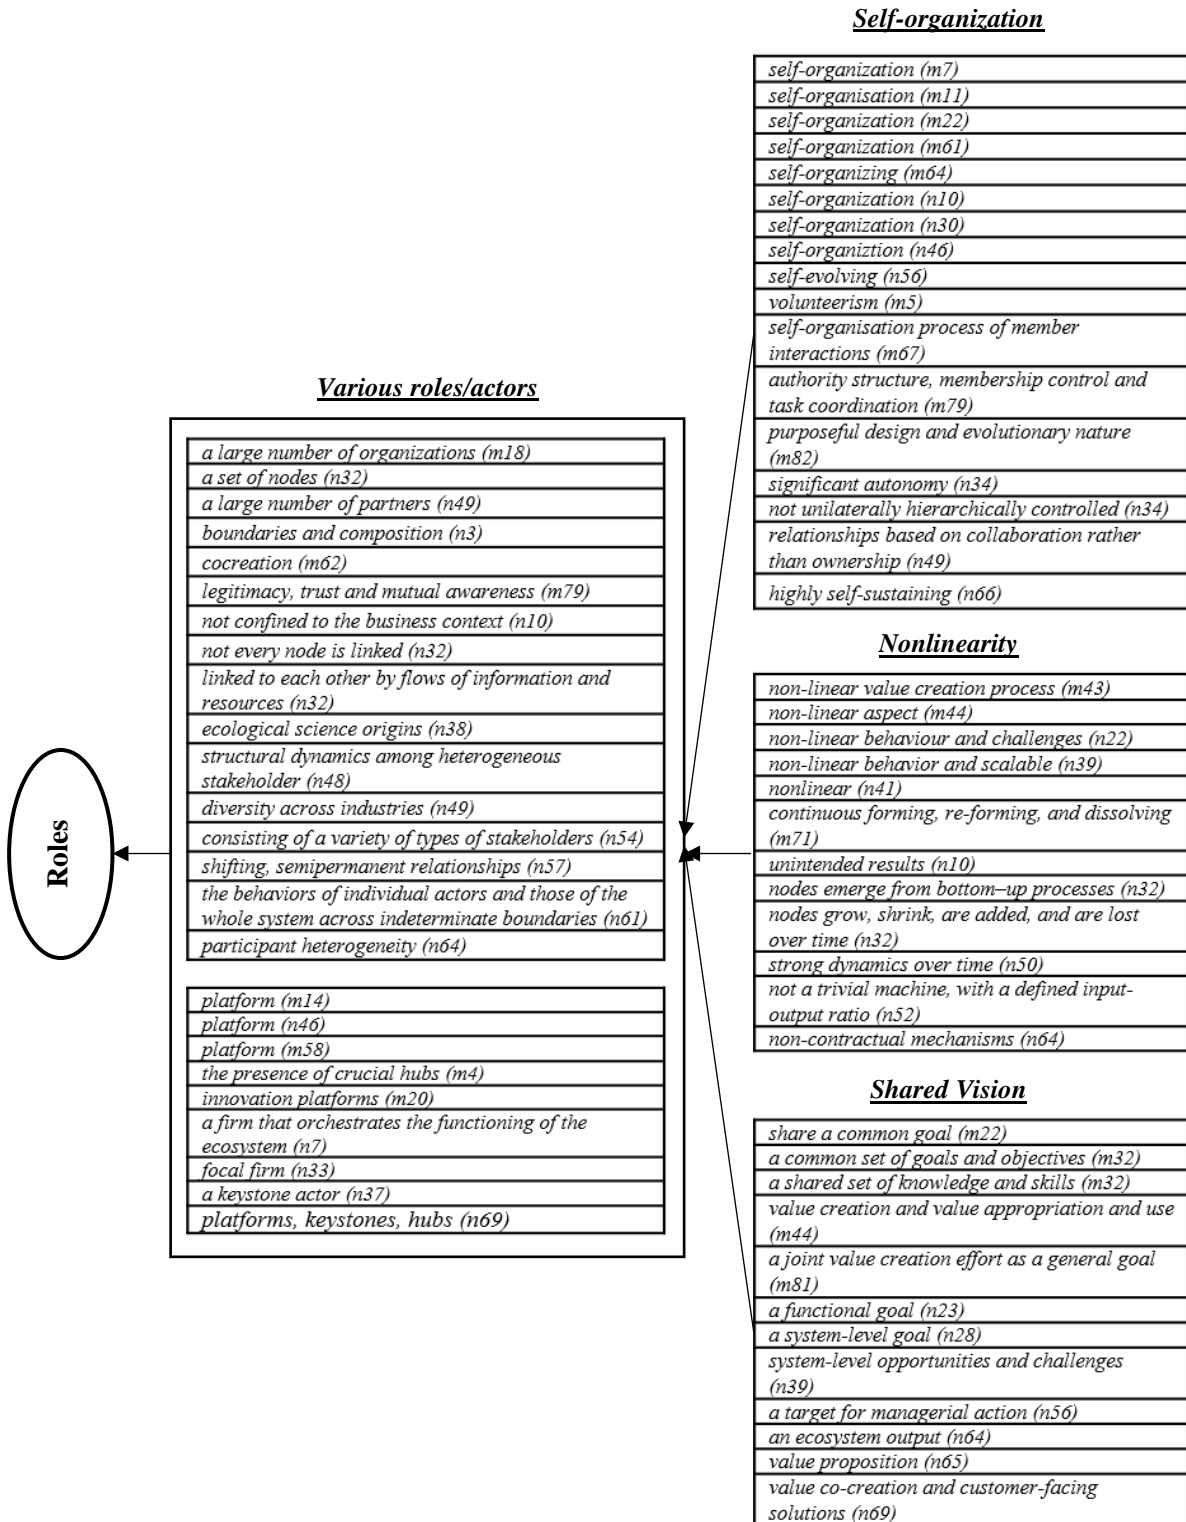 Self-organization
self-organization (m7)
self-organisation (m11)
self-organization (m22)
self-organization (m61)
self-organizing (m64)
self-organization (n10)
self-organization (n30)
self-organiztion (n46)
self-evolving (n56)
volunteerism (m5)
self-organisation process of member
interactions (m67)
authority structure, membership control and
task coordination (m79)
purposeful design and evolutionary nature
(m82)
significant autonomy (n34)
not unilaterally hierarchically controlled (n34)
relationships based on collaboration rather
than ownership (n49)
highly self-sustaining (n66)
Various roles/actors
a large number of organizations (m18)
a set of nodes (n32)
a large number of partners (n49)
boundaries and composition (n3)
cocreation (m62)
legitimacy, trust and mutual awareness (m79)
not confined to the business context (n10)
not every node is linked (n32)
linked to each other by flows of information and
resources (n32)
ecological science origins (n38)
structural dynamics among heterogeneous
stakeholder (n48)
diversity across industries (n49)
consisting of a variety of types of stakeholders (n54)
shifting, semipermanent relationships (n57)
the behaviors of individual actors and those of the
whole system across indeterminate boundaries (n61)
participant heterogeneity (n64)
platform (m14)
platform (n46)
platform (m58)
the presence of crucial hubs (m4)
innovation platforms (m20)
a firm that orchestrates the functioning of the
ecosystem (n7)
focal firm (n33)
a keystone actor (n37)
platforms, keystones, hubs (n69)
Roles
Nonlinearity
non-linear value creation process (m43)
non-linear aspect (m44)
non-linear behaviour and challenges (n22)
non-linear behavior and scalable (n39)
nonlinear (n41)
continuous forming, re-forming, and dissolving
(m71)
unintended results (n10)
nodes emerge from bottom–up processes (n32)
nodes grow, shrink, are added, and are lost
over time (n32)
strong dynamics over time (n50)
not a trivial machine, with a defined input-
output ratio (n52)
non-contractual mechanisms (n64)
Shared Vision
share a common goal (m22)
a common set of goals and objectives (m32)
a shared set of knowledge and skills (m32)
value creation and value appropriation and use
(m44)
a joint value creation effort as a general goal
(m81)
a functional goal (n23)
a system-level goal (n28)
system-level opportunities and challenges
(n39)
a target for managerial action (n56)
an ecosystem output (n64)
value proposition (n65)
value co-creation and customer-facing
solutions (n69)